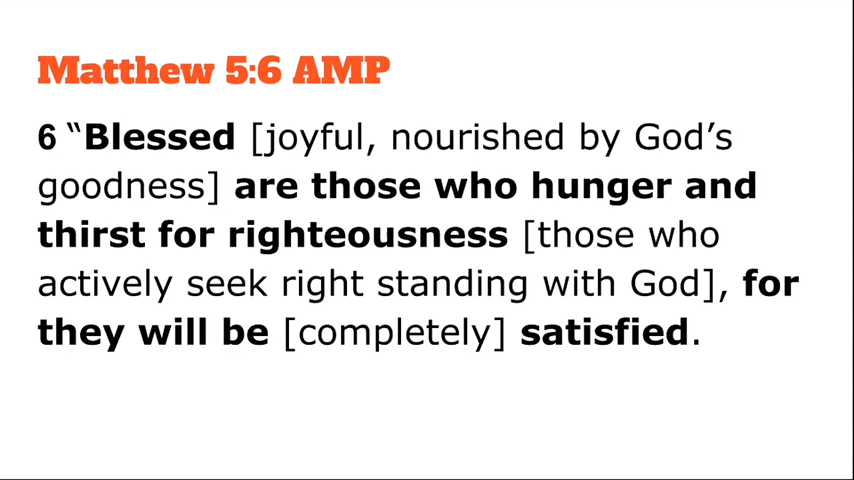 Matthew 5:6 AMP
6 “Blessed [joyful, nourished by God’s
goodness] are those who hunger and
thirst for righteousness [those who
actively seek right standing with God], for
they will be [completely] satisfied.